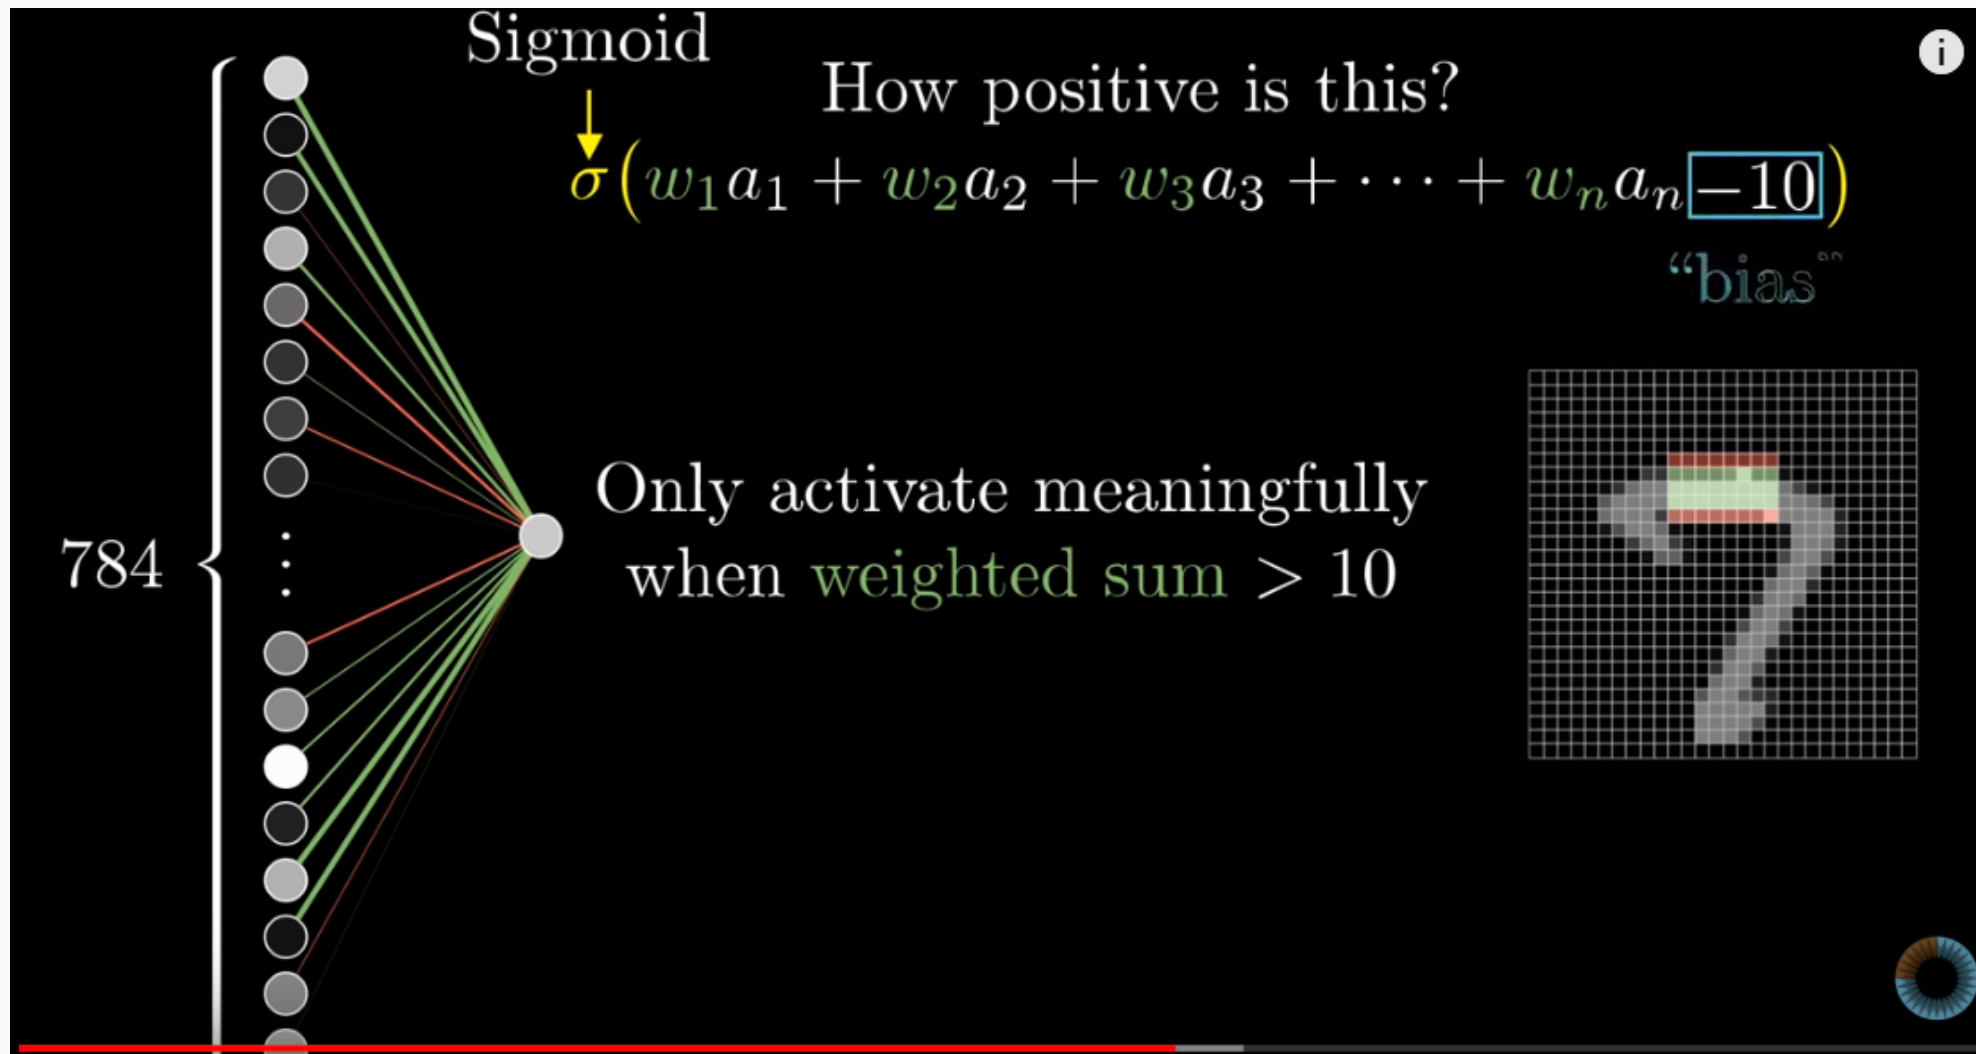 Sigmoid
How positive is this?
σ(w₁a₁ + w₂a₂ + w₃a₃ + ⋯ + wₙaₙ −10)
“bias”
784
Only activate meaningfully
when weighted sum > 10
i